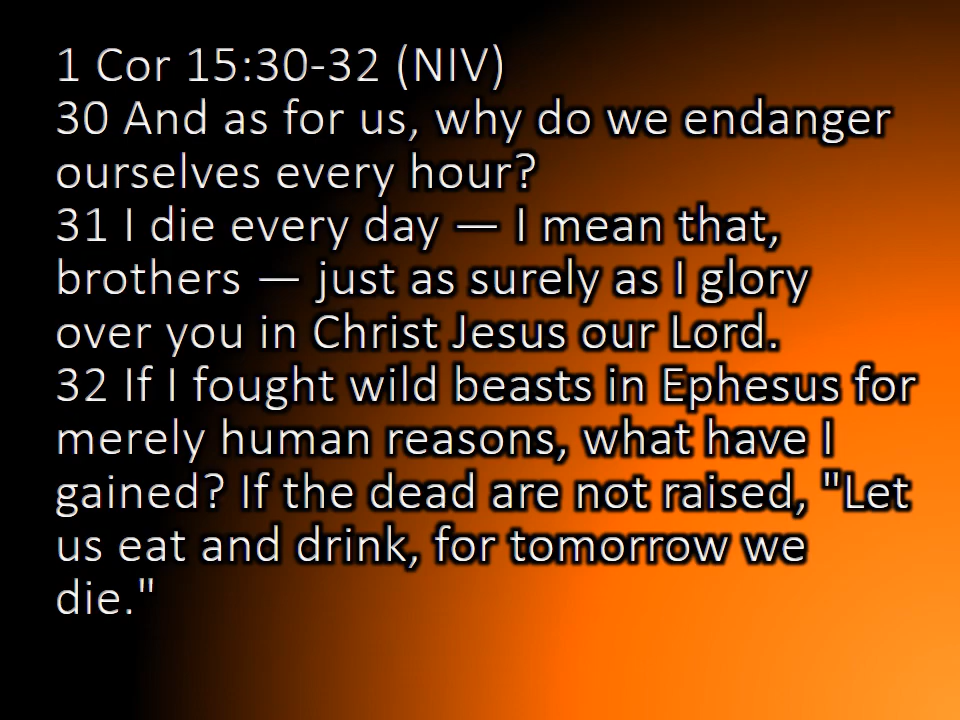 1 Cor 15:30-32 (NIV)
30 And as for us, why do we endanger
ourselves every hour?
31 I die every day — I mean that,
brothers — just as surely as I glory
over you in Christ Jesus our Lord.
32 If I fought wild beasts in Ephesus for
merely human reasons, what have I
gained? If the dead are not raised, "Let
us eat and drink, for tomorrow we
die."